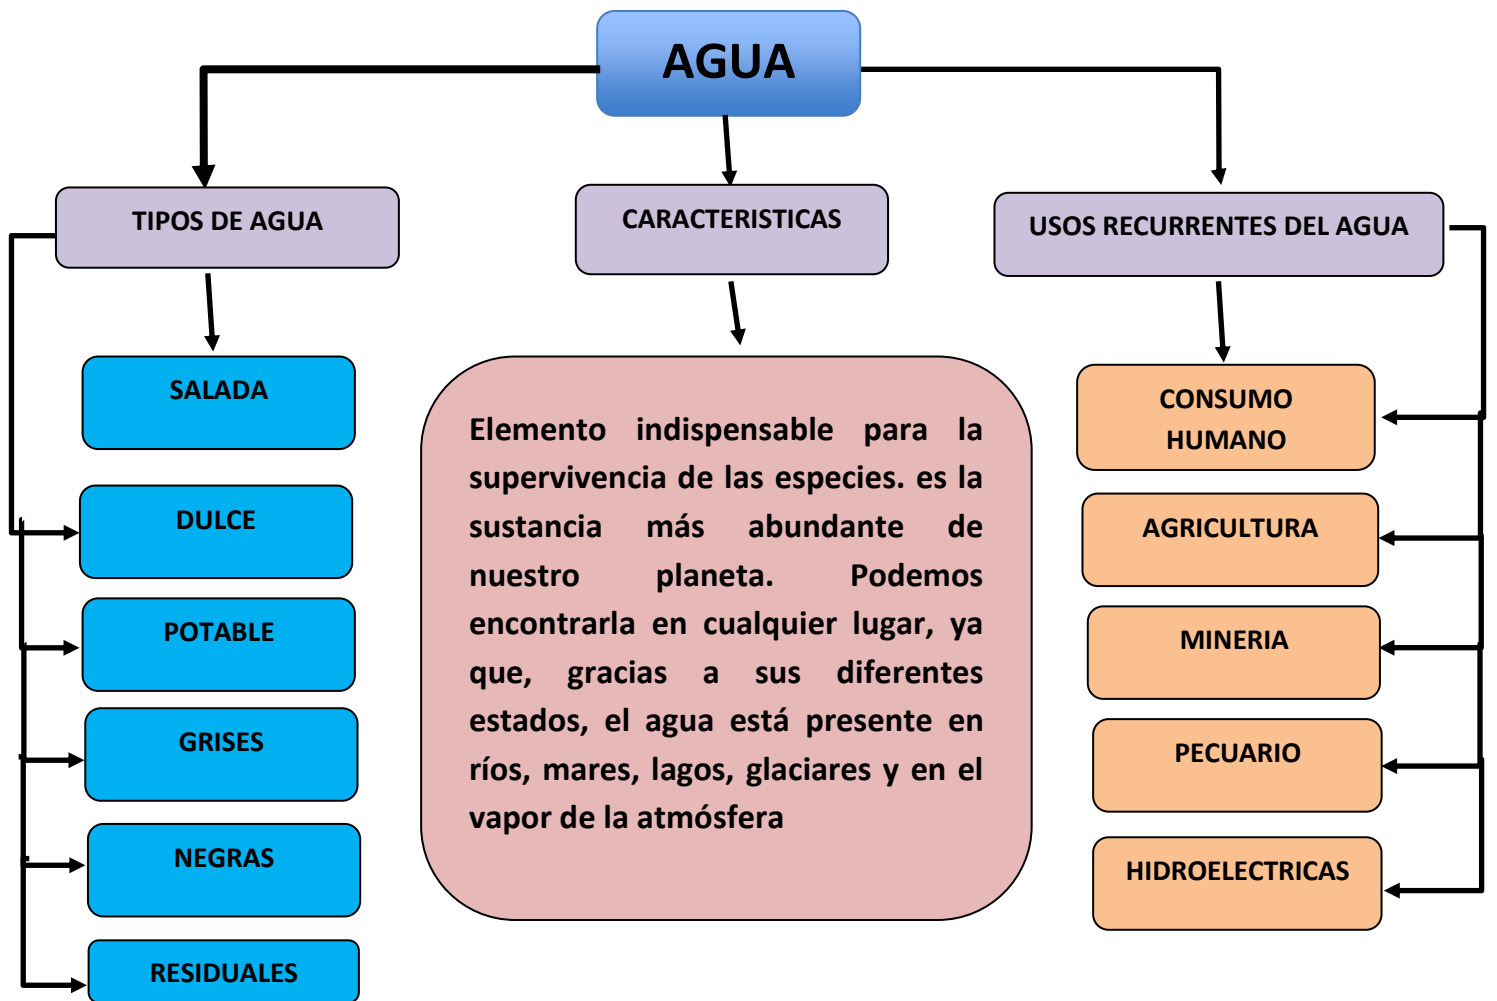 AGUA
TIPOS DE AGUA
CARACTERISTICAS
USOS RECURRENTES DEL AGUA
SALADA
DULCE
POTABLE
GRISES
NEGRAS
RESIDUALES
Elemento indispensable para la
supervivencia de las especies. es la
sustancia más abundante de
nuestro planeta. Podemos
encontrarla en cualquier lugar, ya
que, gracias a sus diferentes
estados, el agua está presente en
ríos, mares, lagos, glaciares y en el
vapor de la atmósfera
CONSUMO
HUMANO
AGRICULTURA
MINERIA
PECUARIO
HIDROELECTRICAS